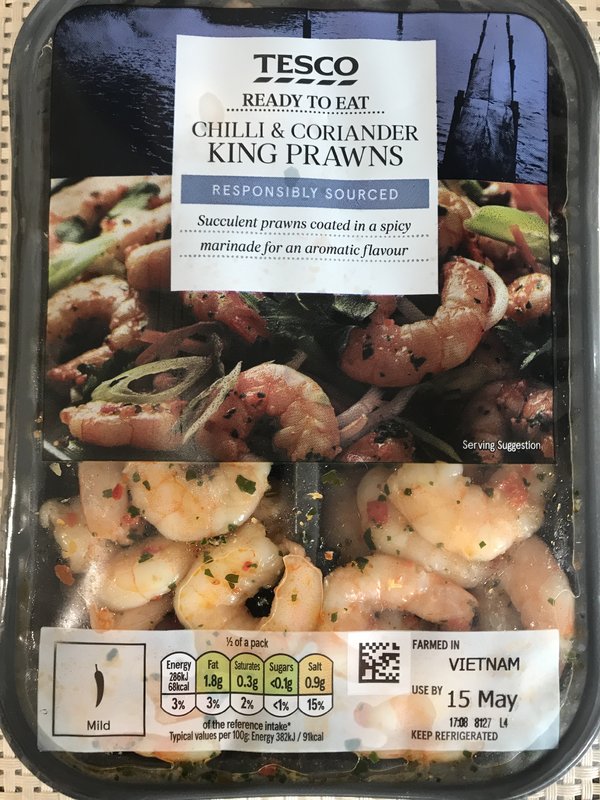 TESCO
READY TO EAT
CHILLI & CORIANDER
KING PRAWNS
RESPONSIBLY SOURCED
Succulent prawns coated in a spicy
marinade for an aromatic flavour
Serving Suggestion
Mild
½ of a pack
Energy Fat Saturates Sugars Salt
286kJ 1.8g 0.3g <0.1g 0.9g
68kcal
3% 3% 2% <1% 15%
of the reference intake*
Typical values per 100g: Energy 382kJ / 91kcal
FARMED IN
VIETNAM
USE BY 15 May
17:08 8127 L4
KEEP REFRIGERATED